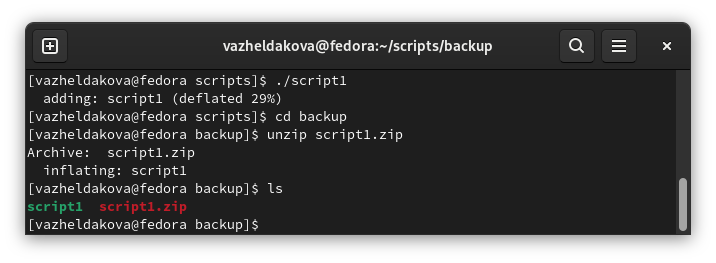 vazheldakova@fedora:~/scripts/backup
[vazheldakova@fedora scripts]$ ./script1
  adding: script1 (deflated 29%)
[vazheldakova@fedora scripts]$ cd backup
[vazheldakova@fedora backup]$ unzip script1.zip
Archive:  script1.zip
  inflating: script1
[vazheldakova@fedora backup]$ ls
script1  script1.zip
[vazheldakova@fedora backup]$